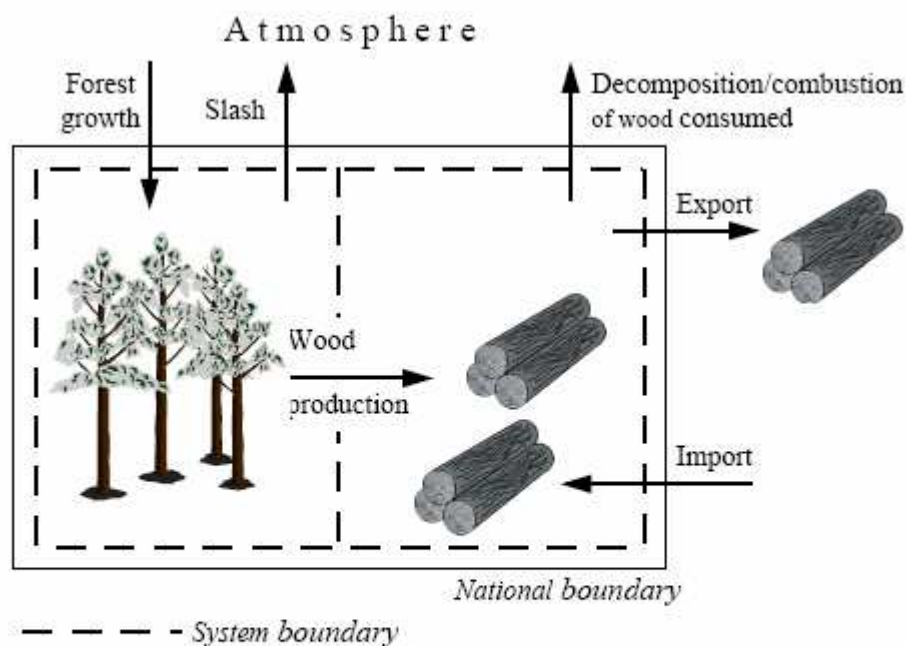 Atmosphere
Forest
growth
Slash
Decomposition/combustion
of wood consumed
Export
Wood
production
Import
National boundary
System boundary